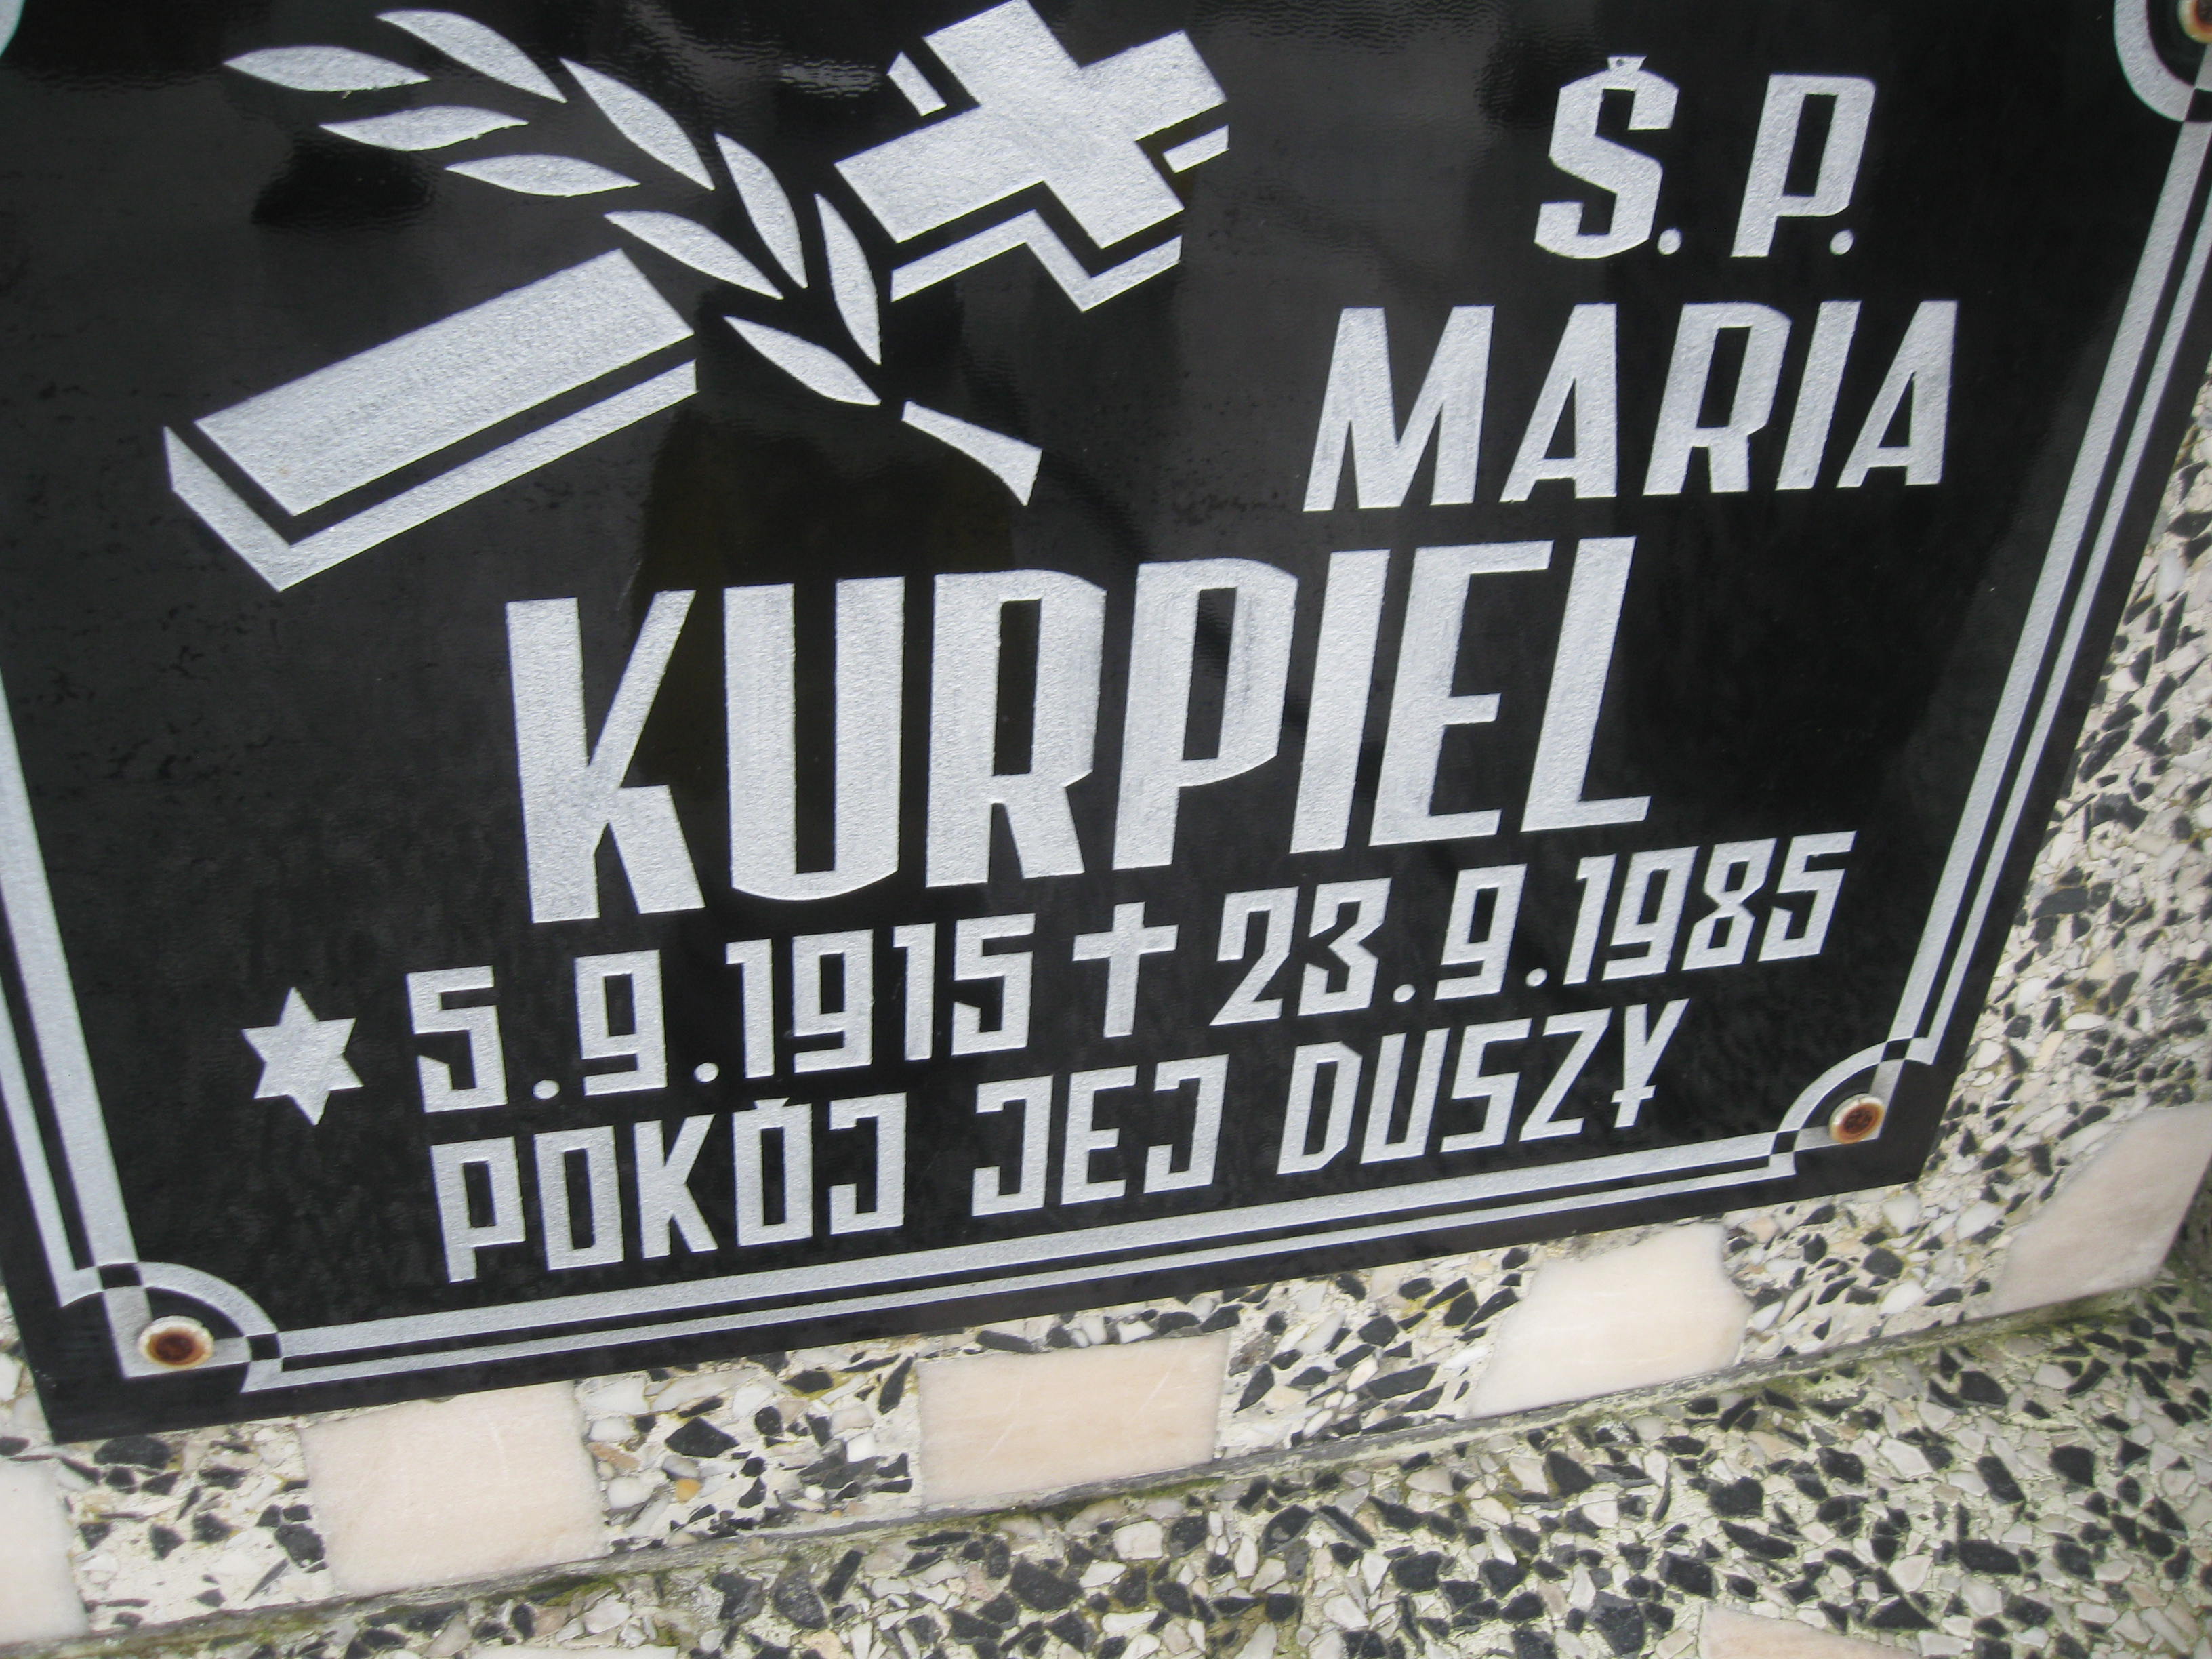 Ś. P.
MARIA
KURPIEL
✶ 5.9.1915 ✝ 23.9.1985
POKÓJ JEJ DUSZY